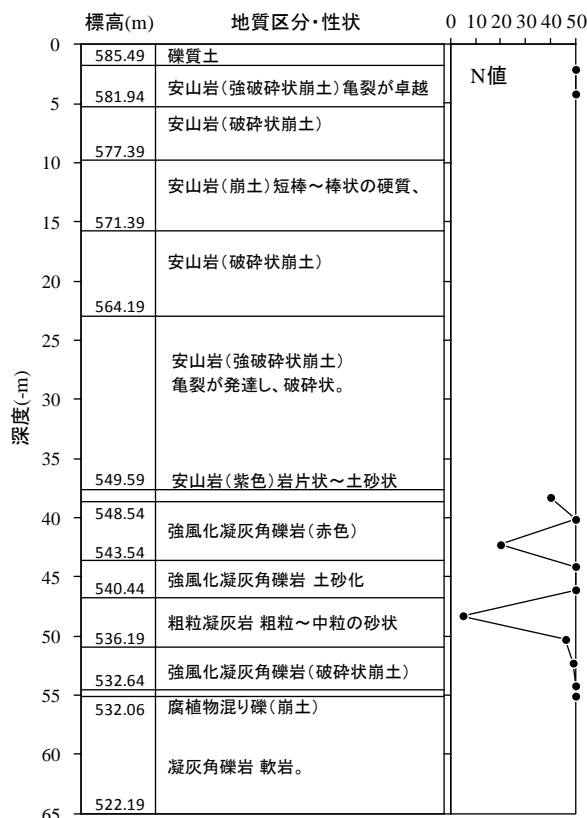 標高(m) 地質区分・性状 0 10 20 30 40 50
0
585.49 礫質土
N値
581.94 安山岩(強破砕状崩土)亀裂が卓越
5
安山岩(破砕状崩土)
577.39
10
安山岩(崩土)短棒～棒状の硬質、
571.39
15
安山岩(破砕状崩土)
20
564.19
25
安山岩(強破砕状崩土)
亀裂が発達し、破砕状。
30
深度(-m)
35
549.59 安山岩(紫色)岩片状～土砂状
548.54
40
強風化凝灰角礫岩(赤色)
543.54
45
540.44 強風化凝灰角礫岩 土砂化
粗粒凝灰岩 粗粒～中粒の砂状
50
536.19
強風化凝灰角礫岩(破砕状崩土)
532.64
55
532.06 腐植物混り礫(崩土)
60
凝灰角礫岩 軟岩。
522.19
65